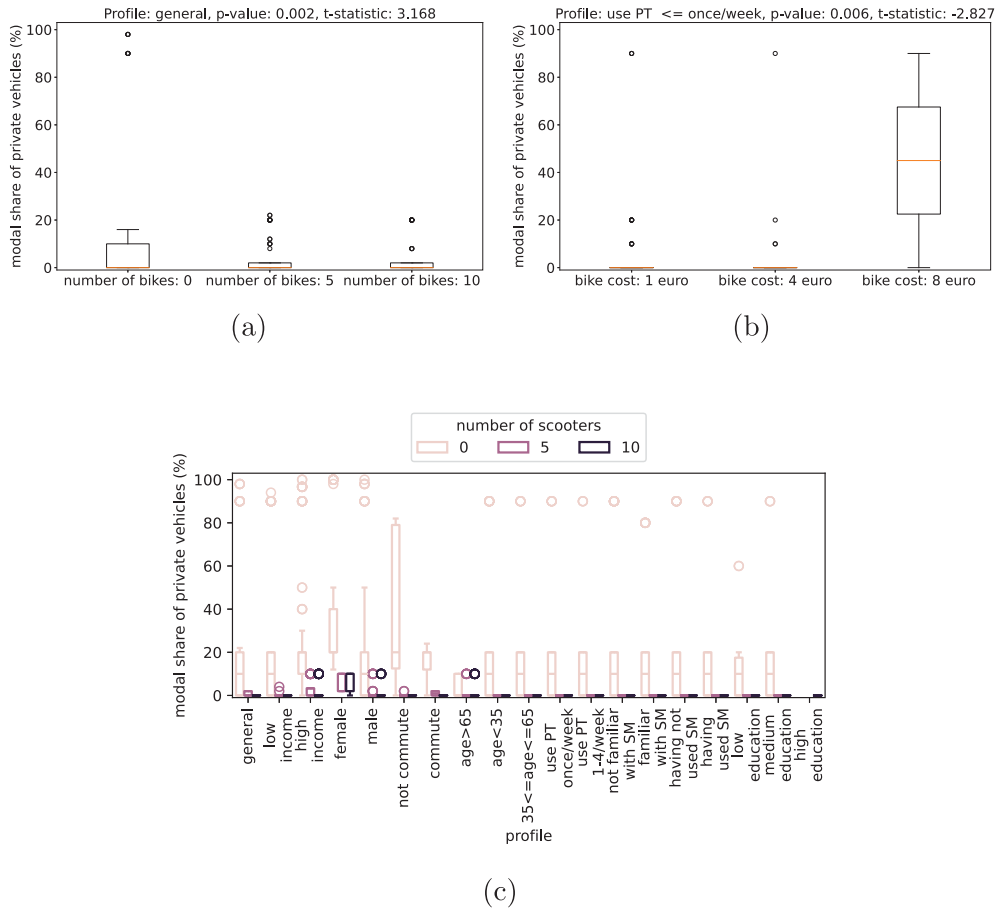 Profile: general, p-value: 0.002, t-statistic: 3.168
modal share of private vehicles (%)
100
80
60
40
20
0
number of bikes: 0
number of bikes: 5
number of bikes: 10
(a)
Profile: use PT <= once/week, p-value: 0.006, t-statistic: -2.827
modal share of private vehicles (%)
100
80
60
40
20
0
bike cost: 1 euro
bike cost: 4 euro
bike cost: 8 euro
(b)
number of scooters
0 5 10
modal share of private vehicles (%)
100
80
60
40
20
0
general
low
income
high
income
female
male
not commute
commute
age>65
age<35
35<=age<=65
use PT
once/week
use PT
1-4/week
not familiar
with SM
familiar
with SM
having not
used SM
having
used SM
low
education
medium
education
high
education
profile
(c)